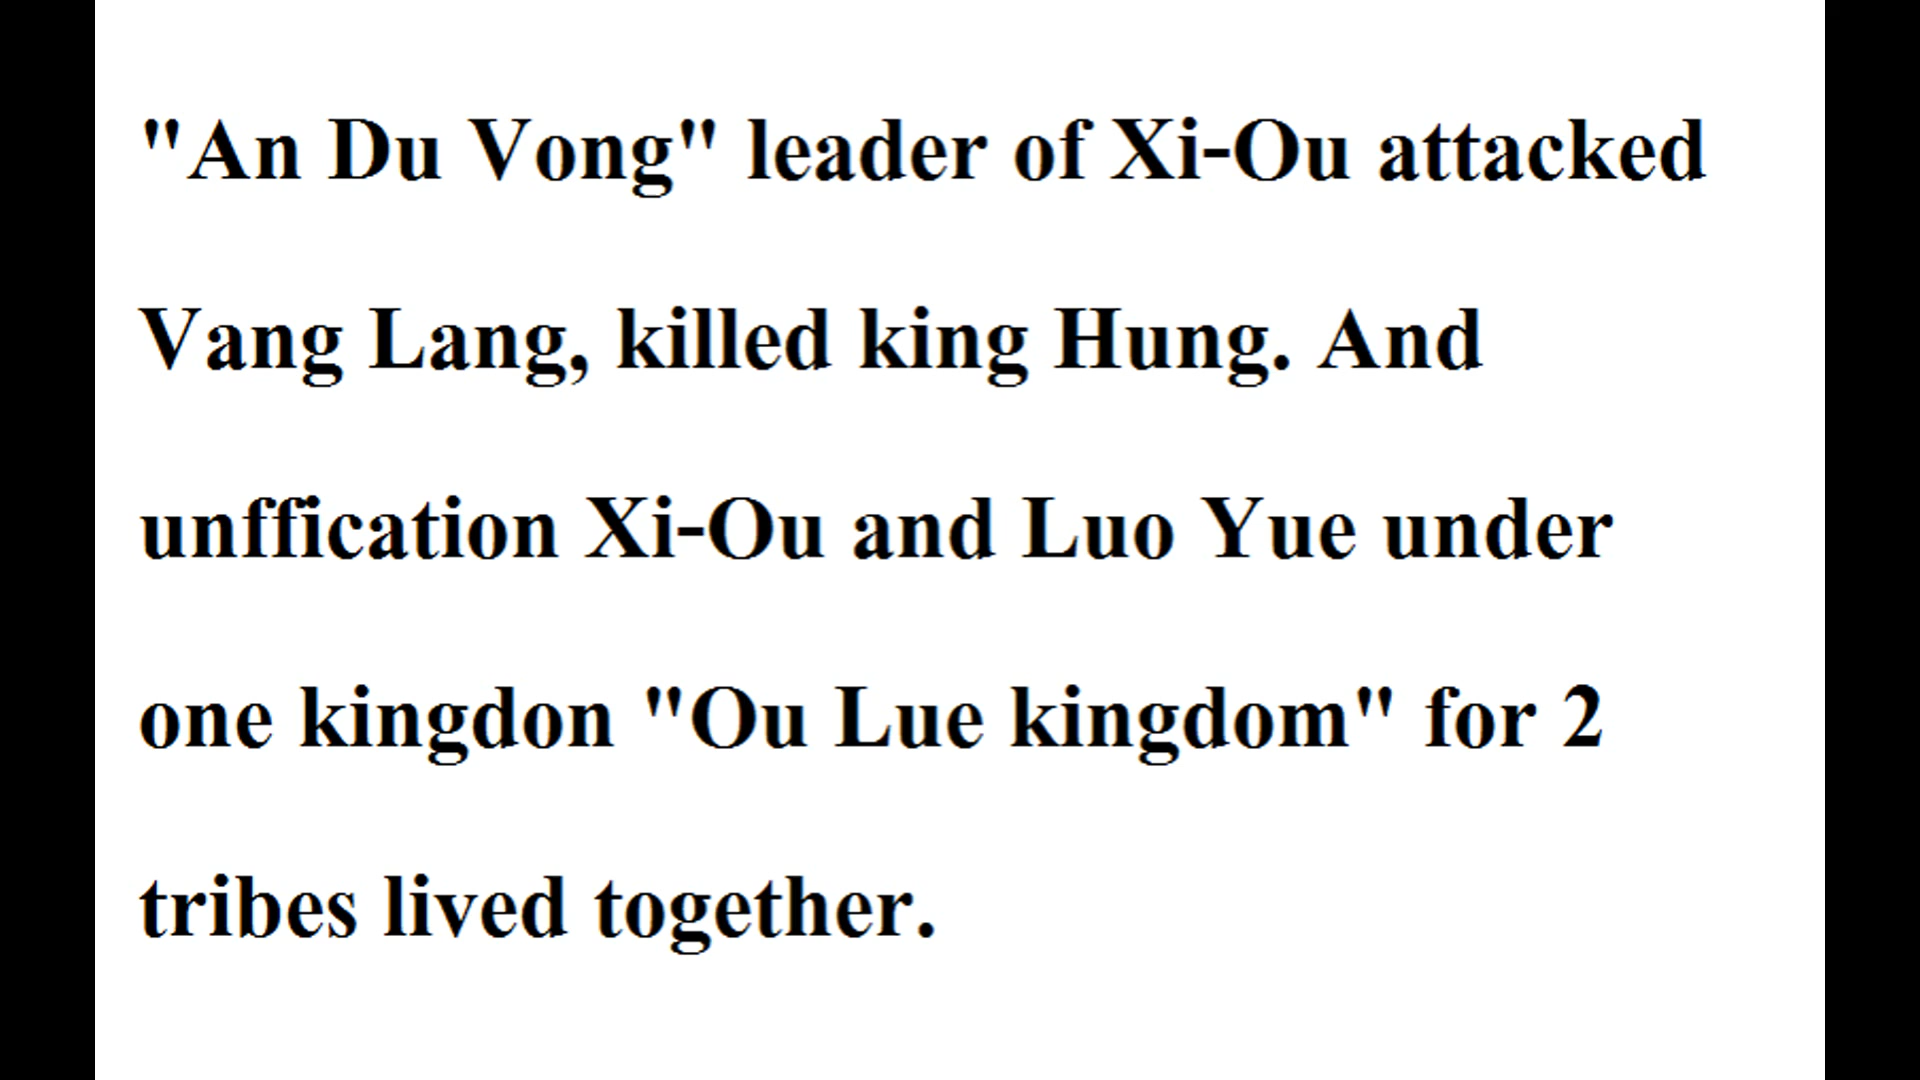 "An Du Vong" leader of Xi-Ou attacked
Vang Lang, killed king Hung. And
unffication Xi-Ou and Luo Yue under
one kingdon "Ou Lue kingdom" for 2
tribes lived together.